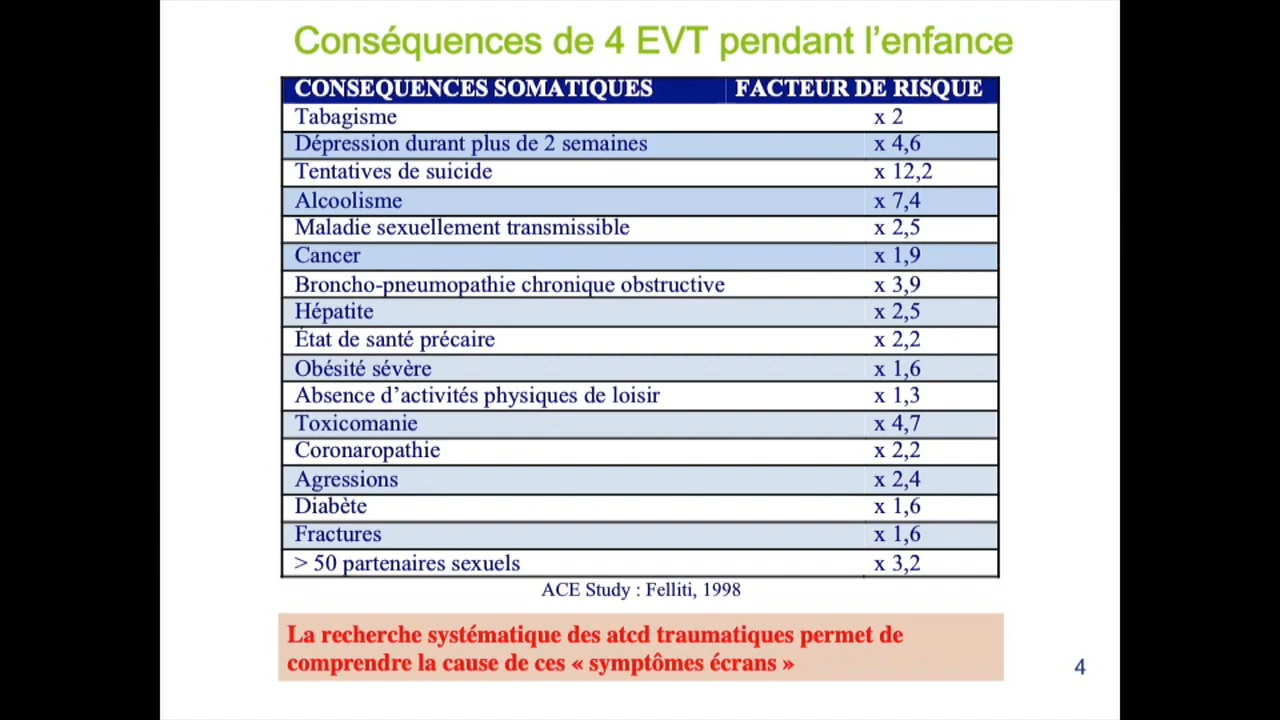 Conséquences de 4 EVT pendant l'enfance
CONSEQUENCES SOMATIQUES FACTEUR DE RISQUE
Tabagisme x 2
Dépression durant plus de 2 semaines x 4,6
Tentatives de suicide x 12,2
Alcoolisme x 7,4
Maladie sexuellement transmissible x 2,5
Cancer x 1,9
Broncho-pneumopathie chronique obstructive x 3,9
Hépatite x 2,5
État de santé précaire x 2,2
Obésité sévère x 1,6
Absence d'activités physiques de loisir x 1,3
Toxicomanie x 4,7
Coronaropathie x 2,2
Agressions x 2,4
Diabète x 1,6
Fractures x 1,6
> 50 partenaires sexuels x 3,2
ACE Study : Felliti, 1998
La recherche systématique des atcd traumatiques permet de
comprendre la cause de ces « symptômes écrans »
4